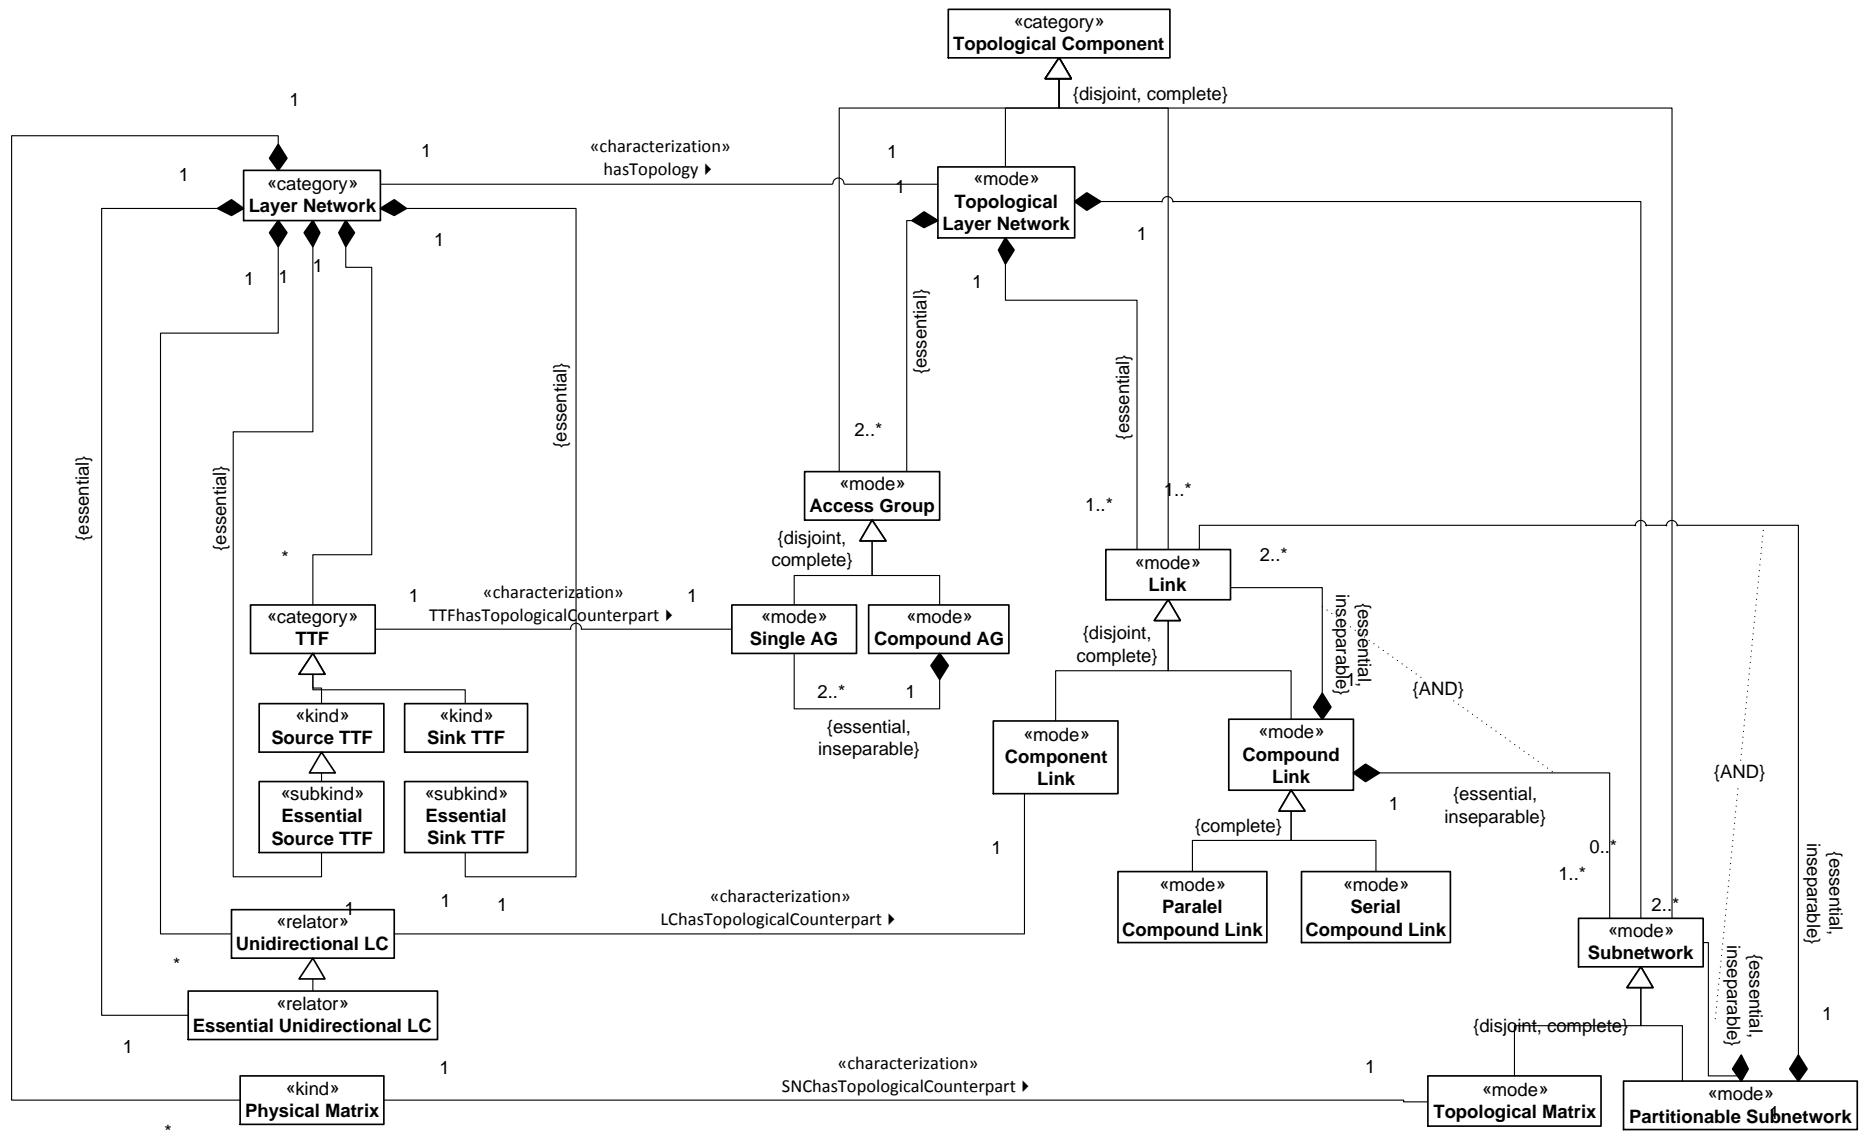 «category»
Topological Component
{disjoint, complete}
1
1
«characterization»
hasTopology
1
1
1
«category»
Layer Network
«mode»
Topological
Layer Network
1
1
1
1
1
1
{essential}
{essential}
{essential}
{essential}
{essential}
2..*
1..*
1..*
«mode»
Access Group
{disjoint,
complete}
*
2..*
«mode»
Link
1
«characterization»
TTFhasTopologicalCounterpart
1
«category»
TTF
«mode»
Single AG
«mode»
Compound AG
{disjoint,
complete}
{essential,
inseparable}
1
{AND}
2..*
1
{essential,
inseparable}
«kind»
Source TTF
«kind»
Sink TTF
«mode»
Component
Link
«mode»
Compound
Link
{AND}
«subkind»
Essential
Source TTF
«subkind»
Essential
Sink TTF
1
{essential,
inseparable}
{complete}
1
0..*
1..*
{essential,
inseparable}
«mode»
Paralel
Compound Link
«mode»
Serial
Compound Link
1
1
1
«characterization»
LChasTopologicalCounterpart
2..*
«relator»
Unidirectional LC
«mode»
Subnetwork
*
{essential,
inseparable}
«relator»
Essential Unidirectional LC
{disjoint, complete}
1
1
1
«characterization»
SNChasTopologicalCounterpart
1
«kind»
Physical Matrix
«mode»
Topological Matrix
«mode»
Partitionable Subnetwork
1
*